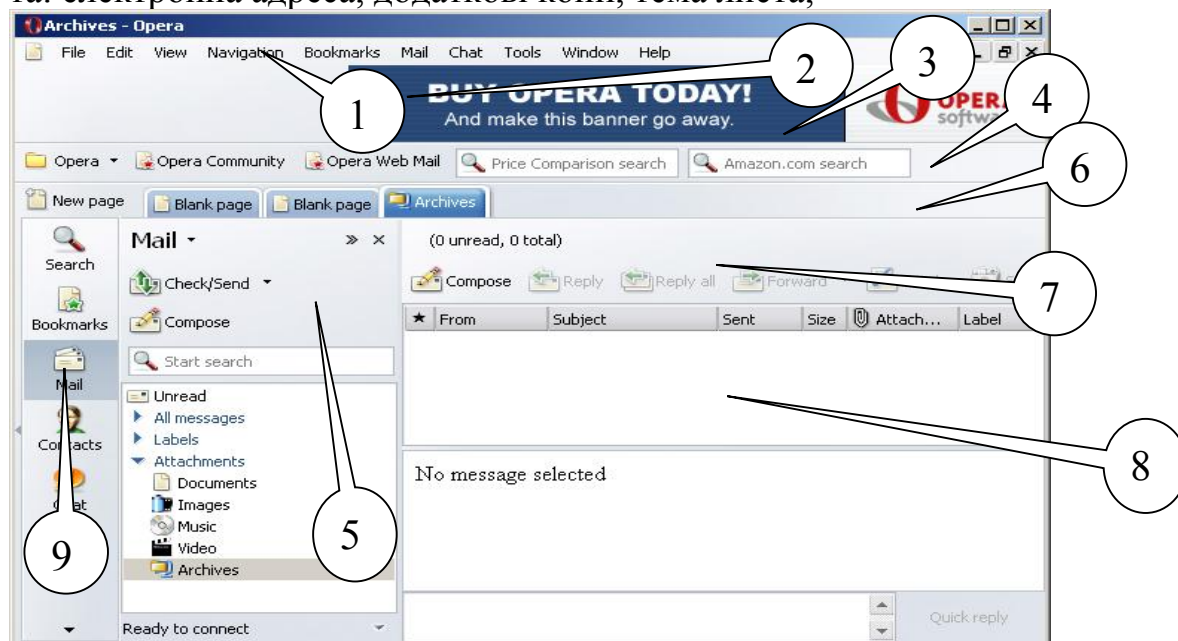 та: електронна адреса, додаткові копії, тема листа,
Archives - Opera
File Edit View Navigation Bookmarks Mail Chat Tools Window Help
1
2
3
4
BUY OPERA TODAY!
And make this banner go away.
OPERA
software
Opera Opera Community Opera Web Mail Price Comparison search Amazon.com search
6
New page Blank page Blank page Archives
Search
Bookmarks
Mail
Contacts
9
Mail
Check/Send
Compose
Start search
Unread
All messages
Labels
Attachments
Documents
Images
Music
Video
Archives
5
Ready to connect
(0 unread, 0 total)
Compose Reply Reply all Forward
7
From Subject Sent Size Attach... Label
8
No message selected
Quick reply